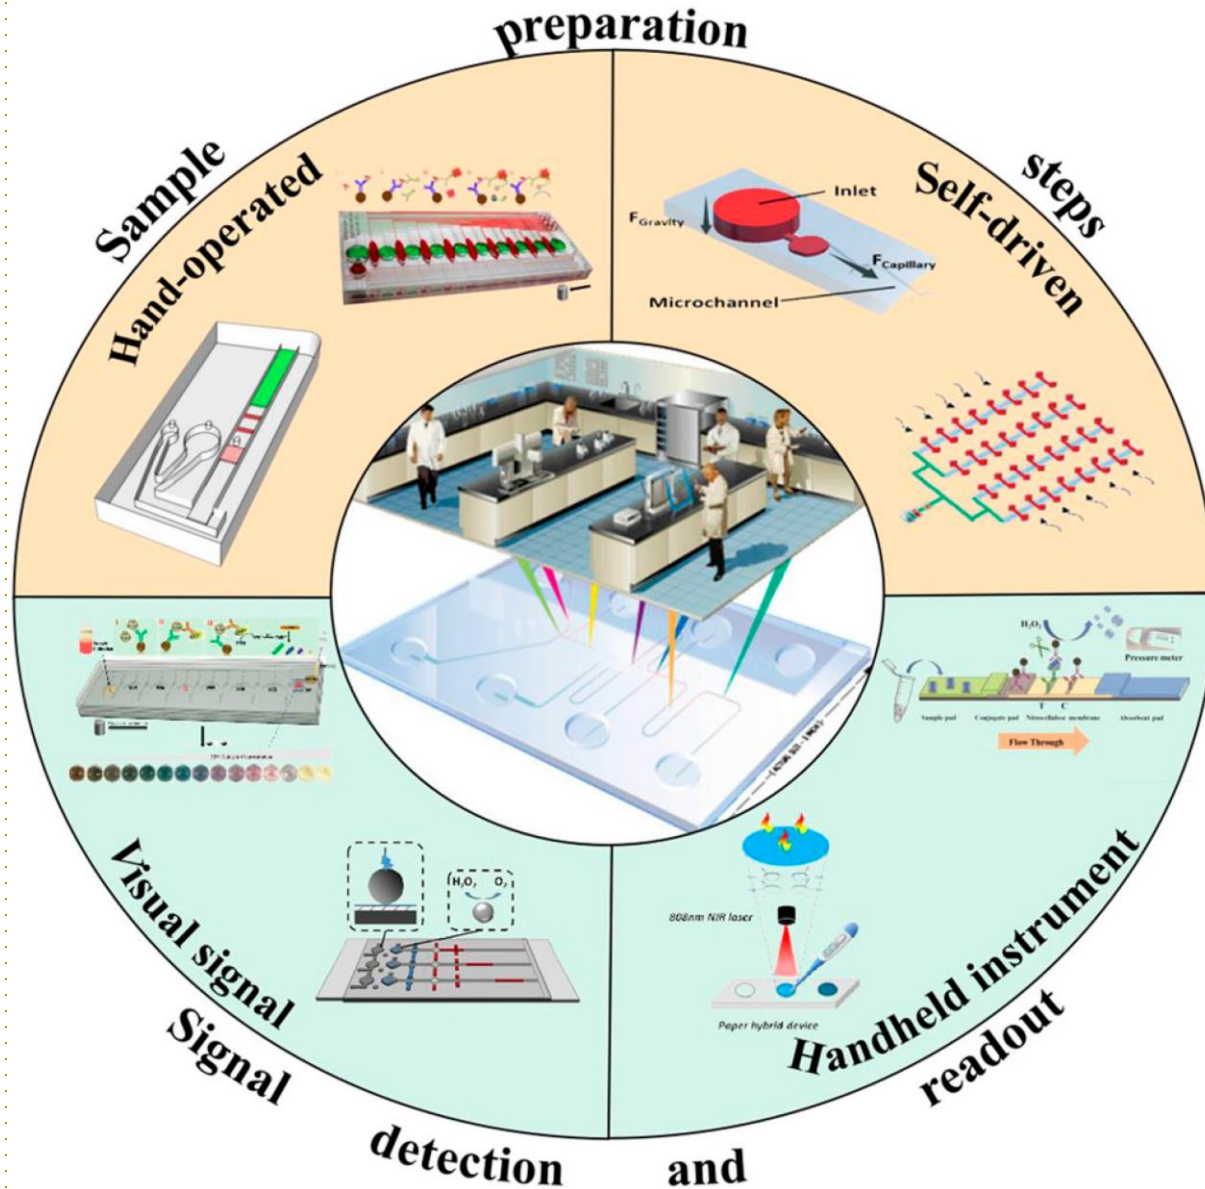 Sample
preparation
steps
Hand-operated
Self-driven
Inlet
F Gravity
F Capillary
Microchannel
H₂O₂
Pressure meter
Sample pad
Conjugate pad
T
C
Nitrocellulose membrane
Absorbent pad
Flow Through
Visual signal
H₂O₂
O₂
808nm NIR laser
Paper hybrid device
Handheld instrument
Signal
detection
and
readout